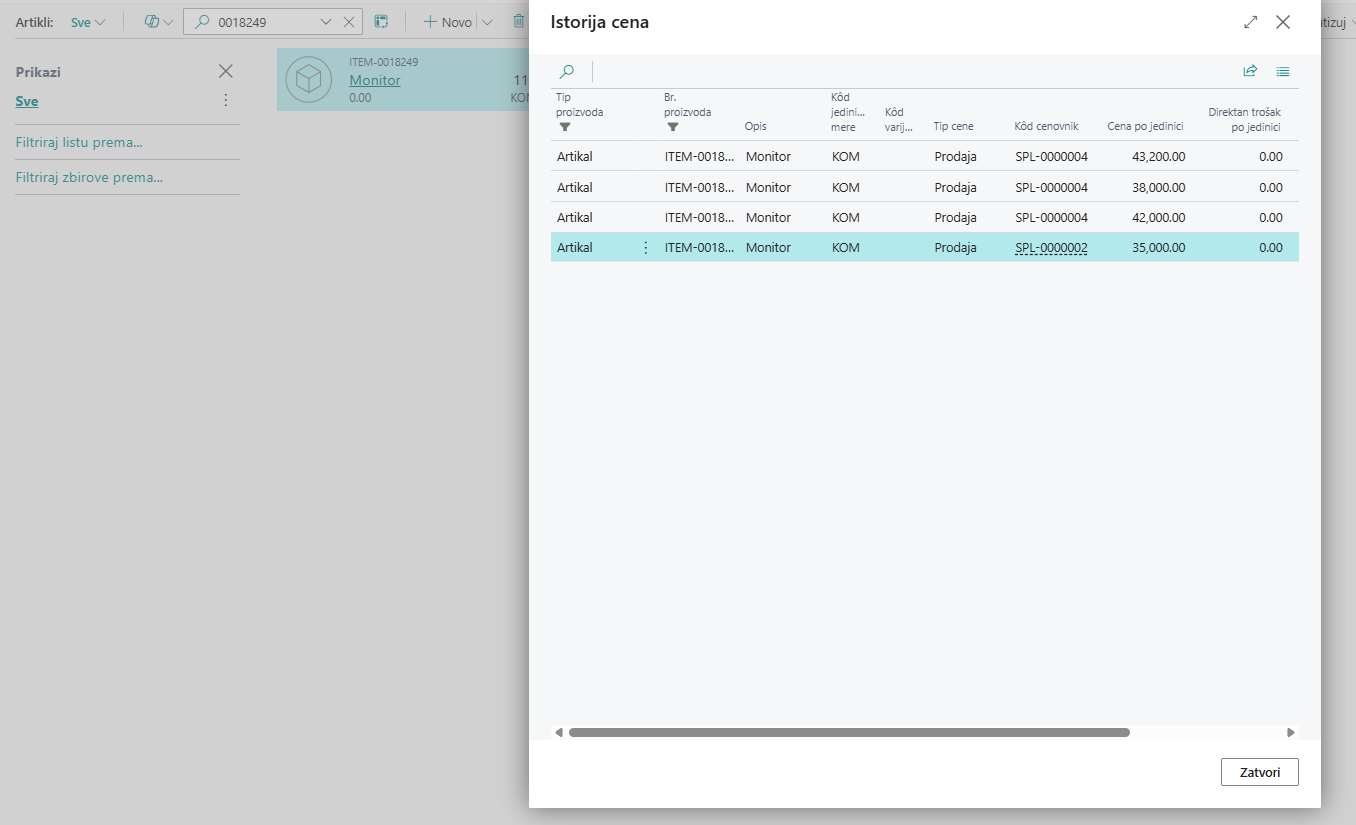 Artikli: Sve 0018249 Novo
Prikazi
Sve
Filtriraj listu prema...
Filtriraj zbirove prema...
ITEM-0018249
Monitor 11
0.00 KOM
Istorija cena
tizuj
Tip proizvoda Br. proizvoda Opis Kôd jedini... mere Kôd varij... Tip cene Kôd cenovnik Cena po jedinici Direktan trošak po jedinici
Artikal ITEM-0018... Monitor KOM Prodaja SPL-0000004 43,200.00 0.00
Artikal ITEM-0018... Monitor KOM Prodaja SPL-0000004 38,000.00 0.00
Artikal ITEM-0018... Monitor KOM Prodaja SPL-0000004 42,000.00 0.00
Artikal ITEM-0018... Monitor KOM Prodaja SPL-0000002 35,000.00 0.00
Zatvori